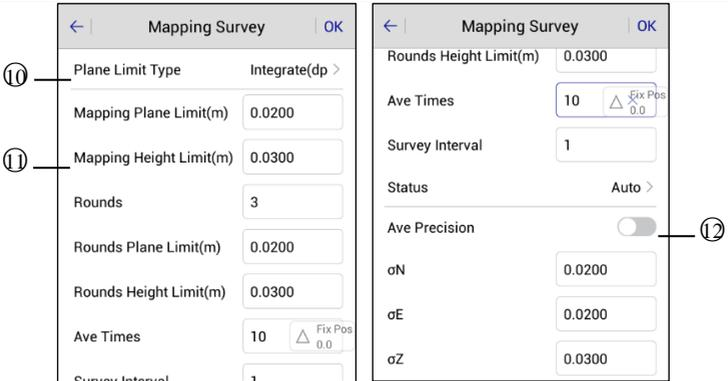 Mapping Survey OK
⑩ Plane Limit Type Integrate(dp
Mapping Plane Limit(m) 0.0200
⑪ Mapping Height Limit(m) 0.0300
Rounds 3
Rounds Plane Limit(m) 0.0200
Rounds Height Limit(m) 0.0300
Ave Times 10 Fix Pos
0.0
Survey Interval 1
Mapping Survey OK
Rounds Height Limit(m) 0.0300
Ave Times 10 Fix Pos
0.0
Survey Interval 1
Status Auto
Ave Precision ⑫
σN 0.0200
σE 0.0200
σZ 0.0300